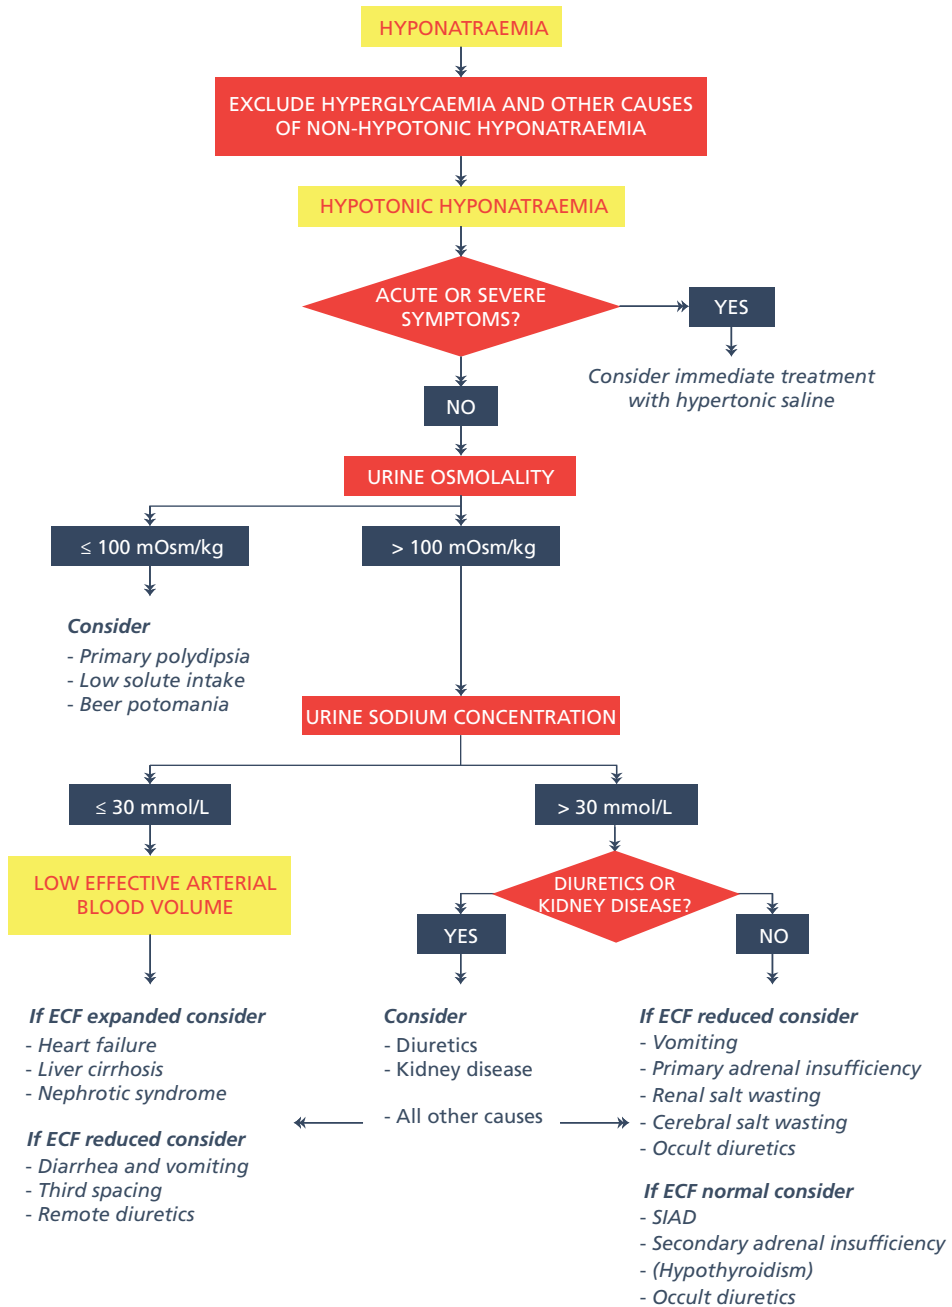 HYPONATRAEMIA
EXCLUDE HYPERGLYCAEMIA AND OTHER CAUSES
OF NON-HYPOTONIC HYPONATRAEMIA
HYPOTONIC HYPONATRAEMIA
ACUTE OR SEVERE
SYMPTOMS?
YES
Consider immediate treatment
with hypertonic saline
NO
URINE OSMOLALITY
≤ 100 mOsm/kg
> 100 mOsm/kg
Consider
- Primary polydipsia
- Low solute intake
- Beer potomania
URINE SODIUM CONCENTRATION
≤ 30 mmol/L
> 30 mmol/L
LOW EFFECTIVE ARTERIAL
BLOOD VOLUME
DIURETICS OR
KIDNEY DISEASE?
YES
NO
If ECF expanded consider
- Heart failure
- Liver cirrhosis
- Nephrotic syndrome
If ECF reduced consider
- Diarrhea and vomiting
- Third spacing
- Remote diuretics
Consider
- Diuretics
- Kidney disease
- All other causes
If ECF reduced consider
- Vomiting
- Primary adrenal insufficiency
- Renal salt wasting
- Cerebral salt wasting
- Occult diuretics
If ECF normal consider
- SIAD
- Secondary adrenal insufficiency
- (Hypothyroidism)
- Occult diuretics